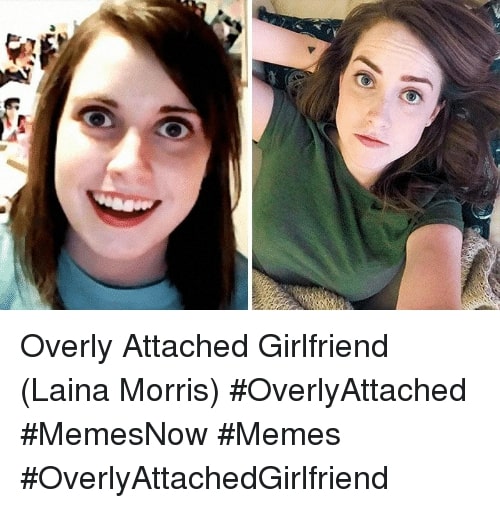 Overly Attached Girlfriend
(Laina Morris) #OverlyAttached
#MemesNow #Memes
#OverlyAttachedGirlfriend